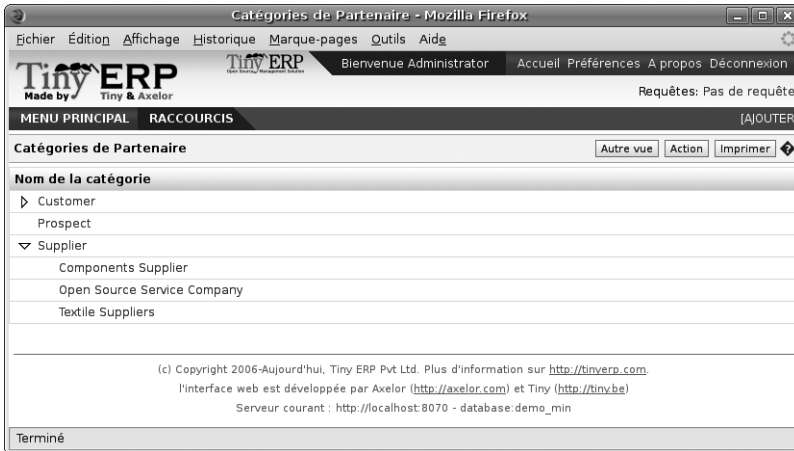 Catégories de Partenaire - Mozilla Firefox
Fichier Édition Affichage Historique Marque-pages Outils Aide
Tiny ERP
Made by Tiny & Axelor
Tiny ERP
Open Source Management Solution
Bienvenue Administrator
Accueil Préférences A propos Déconnexion
Requêtes: Pas de requête
MENU PRINCIPAL RACCOURCIS [AJOUTER
Catégories de Partenaire Autre vue Action Imprimer ?
Nom de la catégorie
Customer
Prospect
Supplier
Components Supplier
Open Source Service Company
Textile Suppliers
(c) Copyright 2006-Aujourd'hui, Tiny ERP Pvt Ltd. Plus d'information sur http://tinyerp.com.
l'interface web est développée par Axelor (http://axelor.com) et Tiny (http://tiny.be)
Serveur courant : http://localhost:8070 - database:demo_min
Terminé